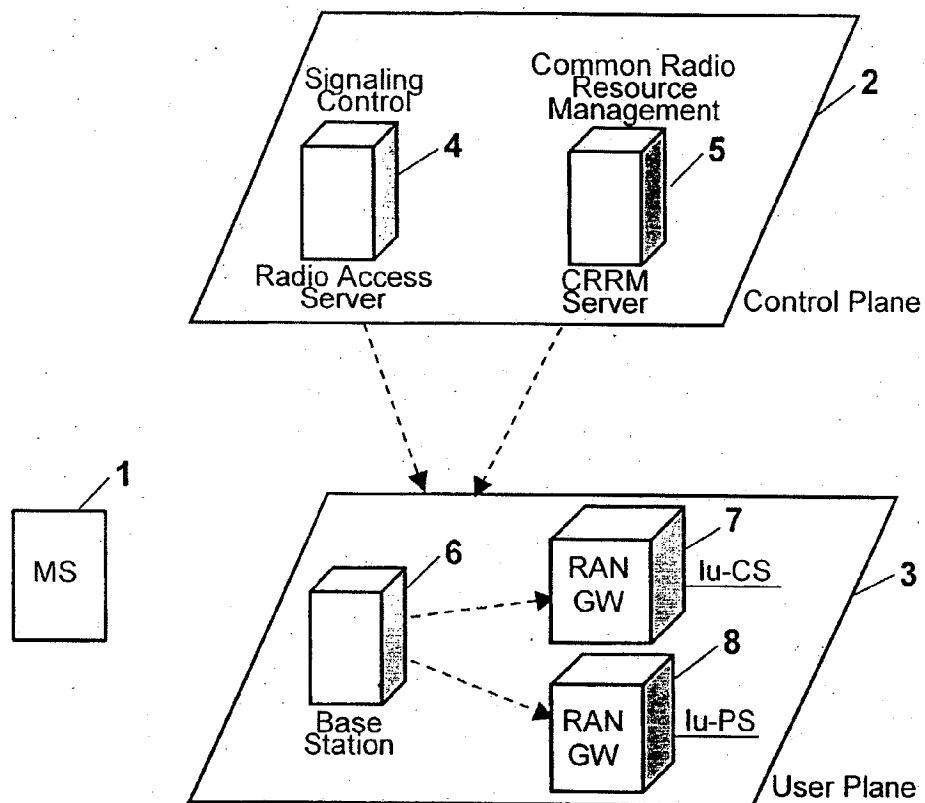 Signaling
Control
Common Radio
Resource
Management
2
4
5
Radio Access
Server
CRRM
Server
Control Plane
1
MS
6
7
RAN
GW
Iu-CS
3
8
RAN
GW
Iu-PS
Base
Station
User Plane